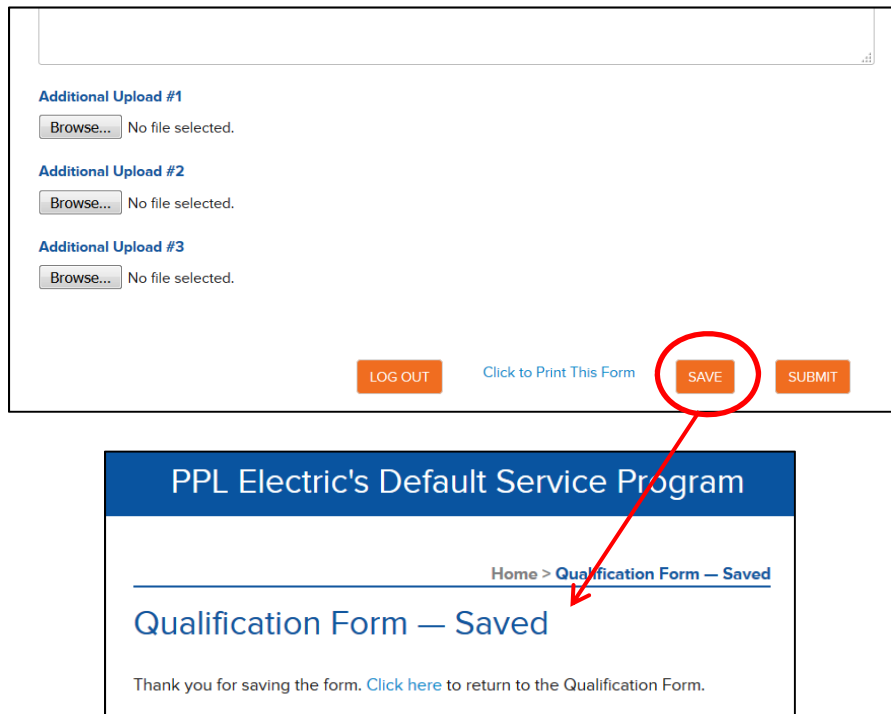 Additional Upload #1
Browse... No file selected.
Additional Upload #2
Browse... No file selected.
Additional Upload #3
Browse... No file selected.
LOG OUT Click to Print This Form SAVE SUBMIT
PPL Electric's Default Service Program
Home > Qualification Form — Saved
Qualification Form — Saved
Thank you for saving the form. Click here to return to the Qualification Form.